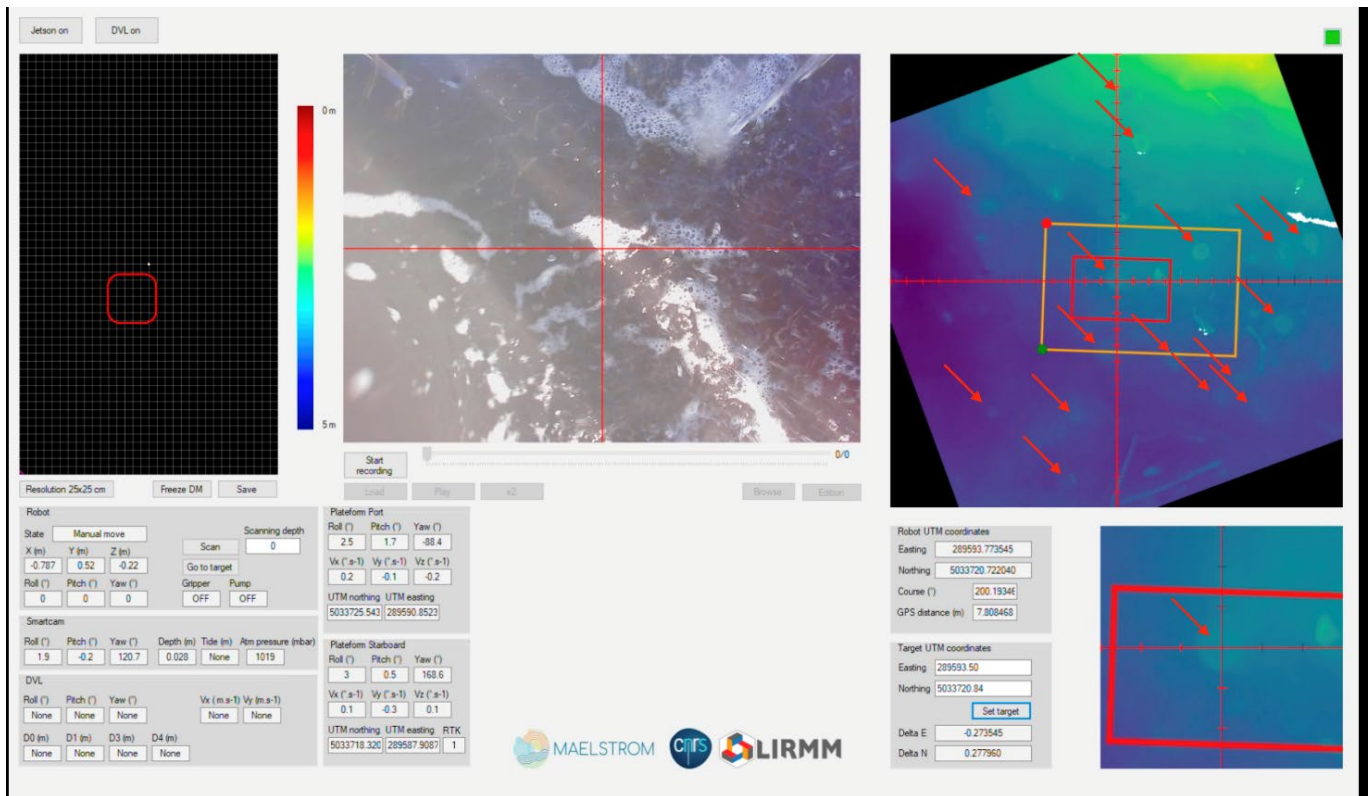 Jetson on DVL on
0 m
5 m
Start recording
0/0
Resolution 25x25 cm Freeze DM Save
Load Play x2 Browse Edition
Robot
State Manual move Scanning depth
Scan 0
X (m) Y (m) Z (m)
-0.787 0.52 -0.22 Go to target
Roll (°) Pitch (°) Yaw (°) Gripper Pump
0 0 0 OFF OFF
Smartcam
Roll (°) Pitch (°) Yaw (°) Depth (m) Tide (m) Atm pressure (mbar)
1.9 -0.2 120.7 0.028 None 1019
DVL
Roll (°) Pitch (°) Yaw (°) Vx ( m.s-1) Vy (m.s-1)
None None None None None
D0 (m) D1 (m) D3 (m) D4 (m)
None None None None
Plateform Port
Roll (°) Pitch (°) Yaw (°)
2.5 1.7 -88.4
Vx (°.s-1) Vy (°.s-1) Vz (°.s-1)
0.2 -0.1 -0.2
UTM northing UTM easting
5033725.543 289590.8523
Plateform Starboard
Roll (°) Pitch (°) Yaw (°)
3 0.5 168.6
Vx (°.s-1) Vy (°.s-1) Vz (°.s-1)
0.1 -0.3 0.1
UTM northing UTM easting RTK
5033718.320 289587.9087 1
MAELSTROM cnrs LIRMM
Robot UTM coordinates
Easting 289593.773545
Northing 5033720.722040
Course (°) 200.1934
GPS distance (m) 7.808468
Target UTM coordinates
Easting 289593.50
Northing 5033720.84
Set target
Delta E -0.273545
Delta N 0.277960